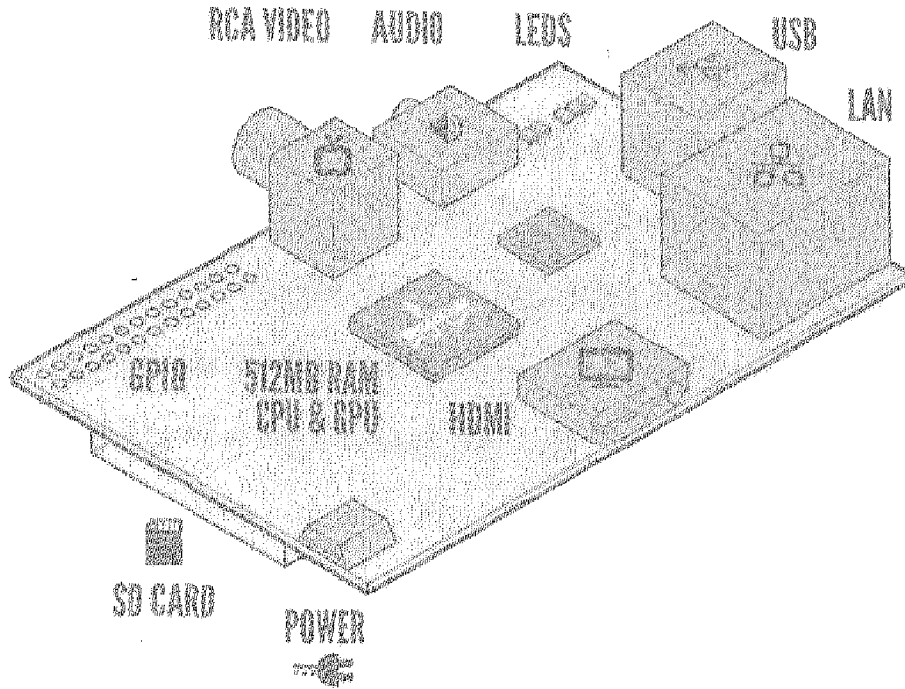 RCA VIDEO AUDIO LEDS USB
LAN
GPIO 512MB RAM
CPU & GPU HDMI
SD CARD
POWER